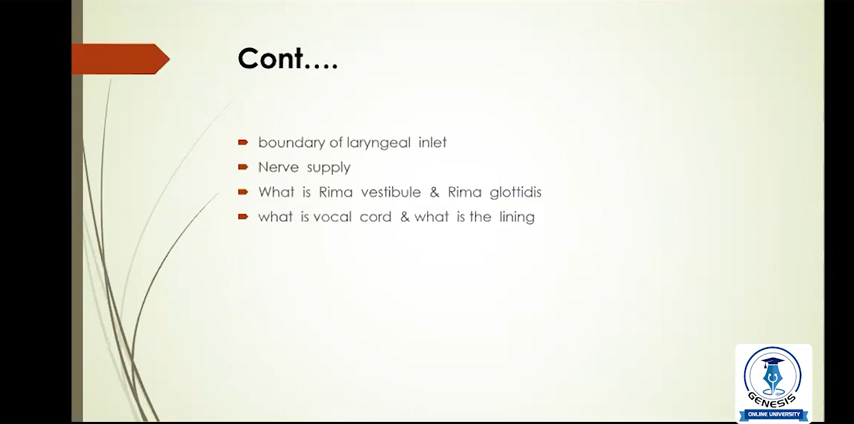 Cont....
boundary of laryngeal inlet
Nerve supply
What is Rima vestibule & Rima glottidis
what is vocal cord & what is the lining
GENESIS
ONLINE UNIVERSITY